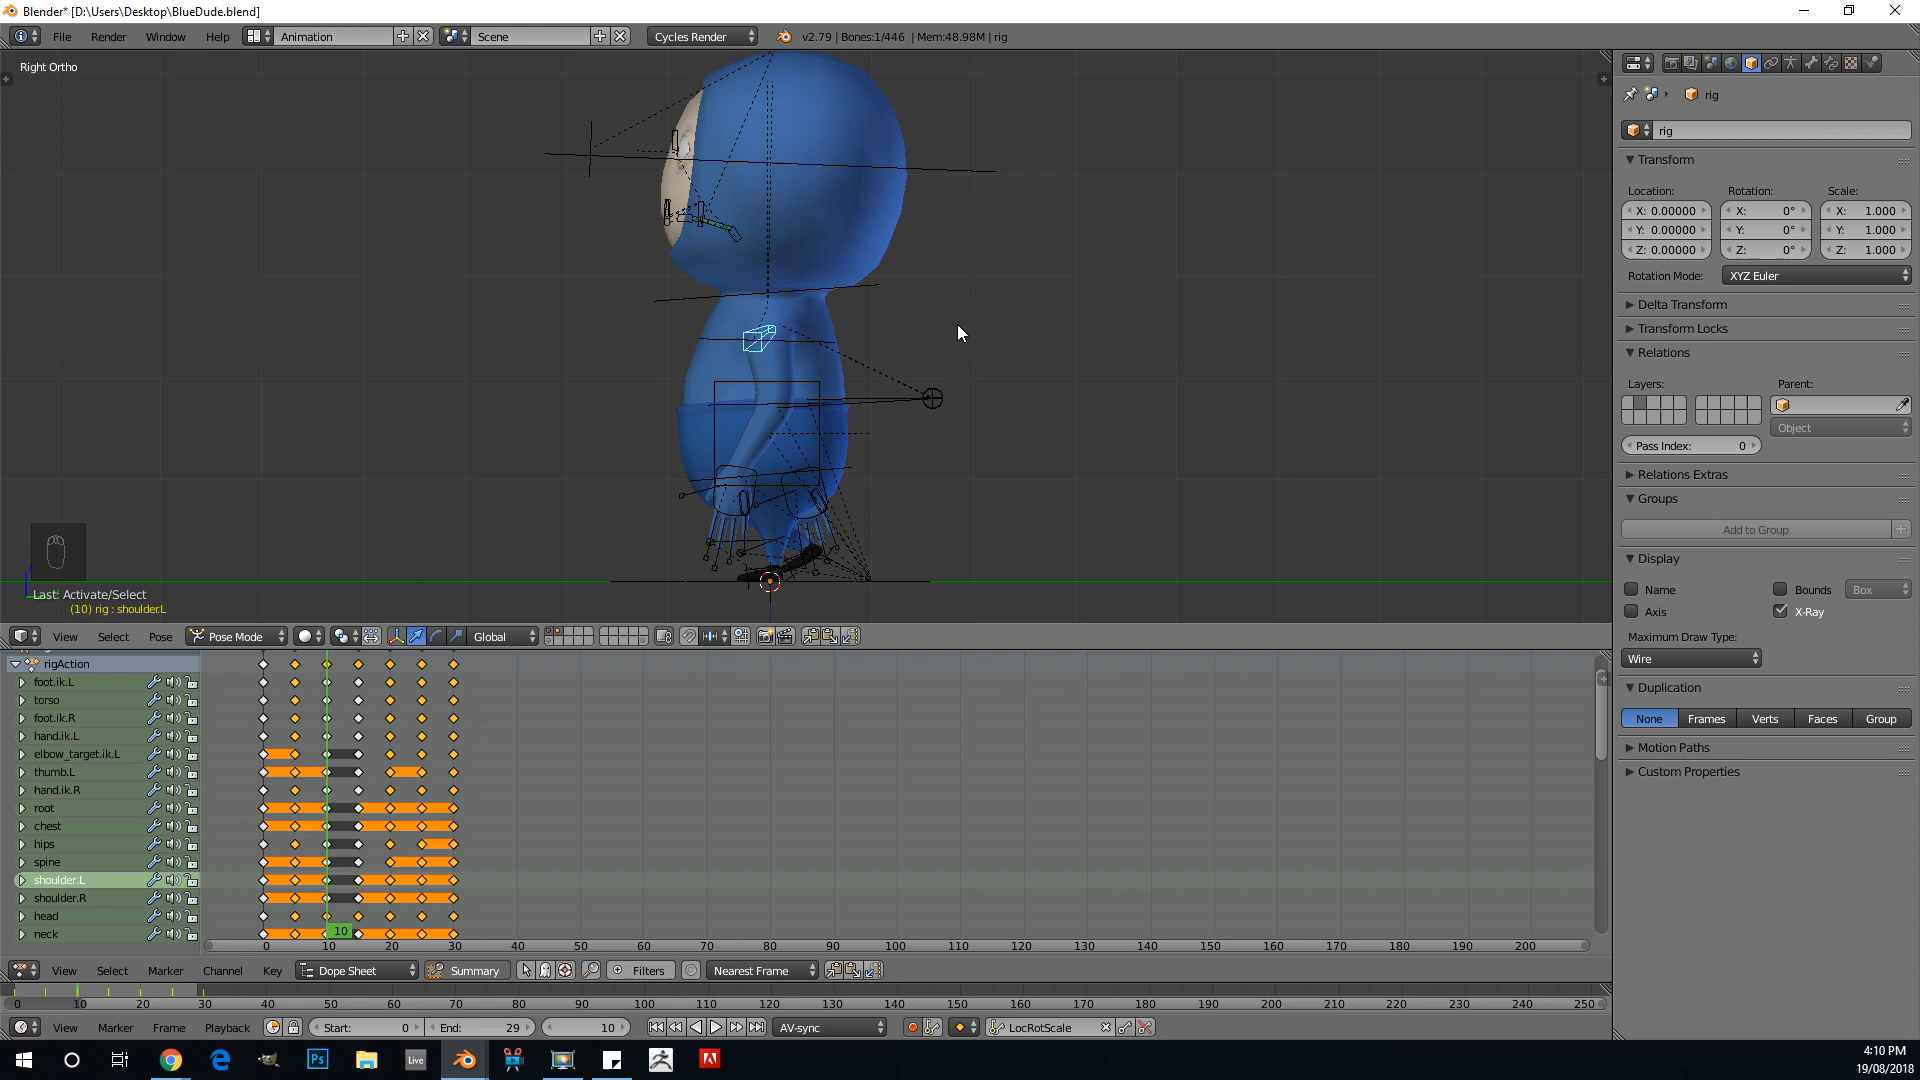 Blender* [D:\Users\Desktop\BlueDude.blend]
File Render Window Help Animation Scene Cycles Render v2.79 | Bones:1/446 | Mem:48.98M | rig
Right Ortho
rig
rig
Transform
Location: Rotation: Scale:
X: 0.00000 X: 0° X: 1.000
Y: 0.00000 Y: 0° Y: 1.000
Z: 0.00000 Z: 0° Z: 1.000
Rotation Mode: XYZ Euler
Delta Transform
Transform Locks
Relations
Layers: Parent:
Object
Pass Index: 0
Relations Extras
Groups
Add to Group
Display
Name Bounds Box
Axis X-Ray
Maximum Draw Type:
Wire
Duplication
None Frames Verts Faces Group
Motion Paths
Custom Properties
Last: Activate/Select
(10) rig : shoulder.L
View Select Pose Pose Mode Global
rigAction
foot.ik.L
torso
foot.ik.R
hand.ik.L
elbow_target.ik.L
thumb.L
hand.ik.R
root
chest
hips
spine
shoulder.L
shoulder.R
head
neck
10
0 10 20 30 40 50 60 70 80 90 100 110 120 130 140 150 160 170 180 190 200
View Select Marker Channel Key Dope Sheet Summary Filters Nearest Frame
0 10 20 30 40 50 60 70 80 90 100 110 120 130 140 150 160 170 180 190 200 210 220 230 240 250
View Marker Frame Playback Start: 0 End: 29 10 AV-sync LocRotScale
Ps Live
4:10 PM
19/08/2018